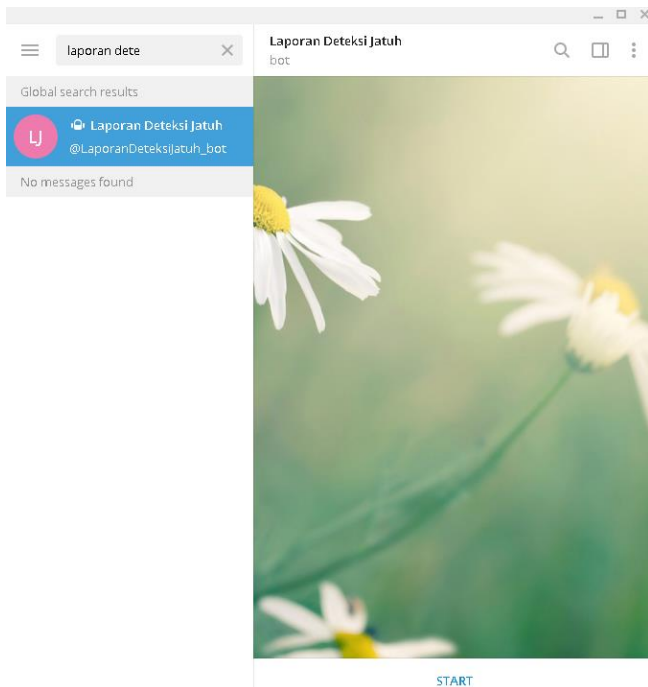 laporan dete
Global search results
LJ
Laporan Deteksi Jatuh
@LaporanDeteksiJatuh_bot
No messages found
Laporan Deteksi Jatuh
bot
START